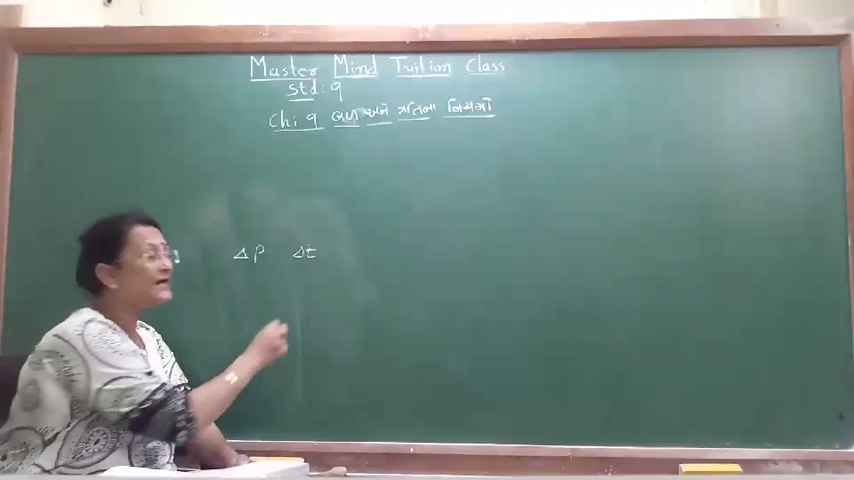 Master Mind Tuition Class
std : 9
Ch: 9 બળ અને ગતિના નિયમો
Δp Δt